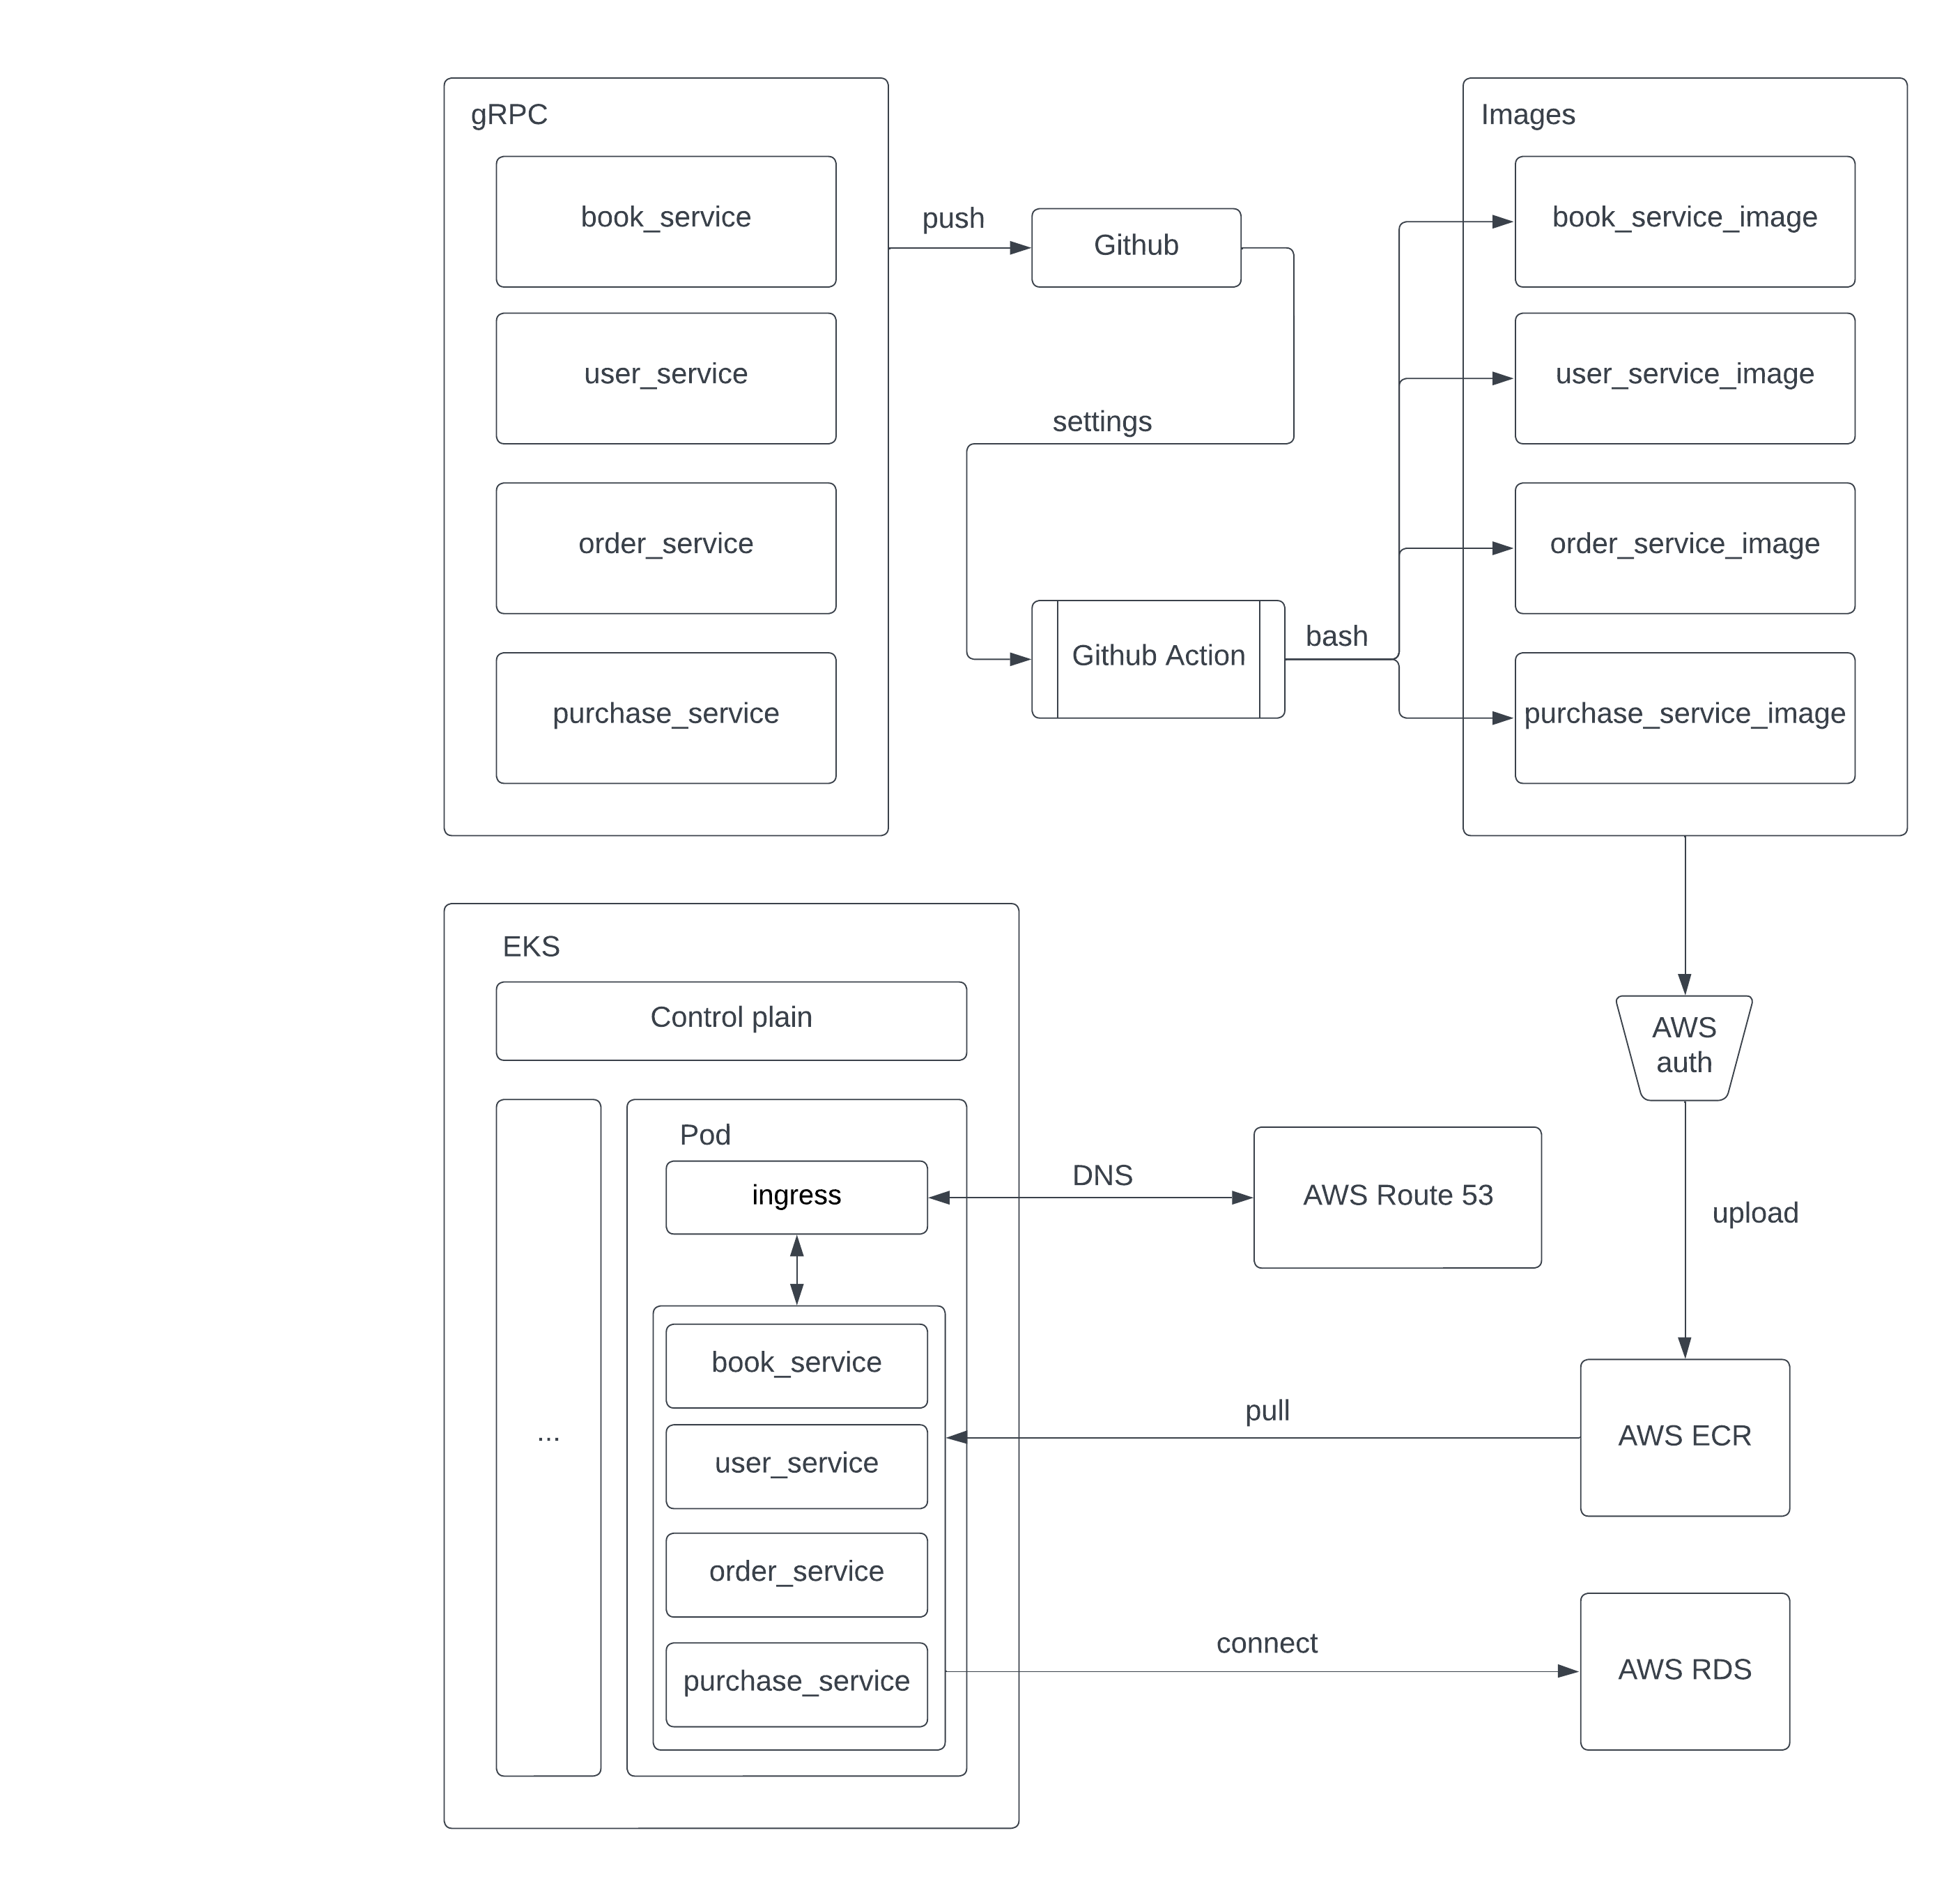 gRPC
book_service
user_service
order_service
purchase_service
push
Github
settings
Github Action
bash
Images
book_service_image
user_service_image
order_service_image
purchase_service_image
AWS
auth
upload
EKS
Control plain
...
Pod
ingress
DNS
AWS Route 53
book_service
user_service
order_service
purchase_service
pull
AWS ECR
connect
AWS RDS